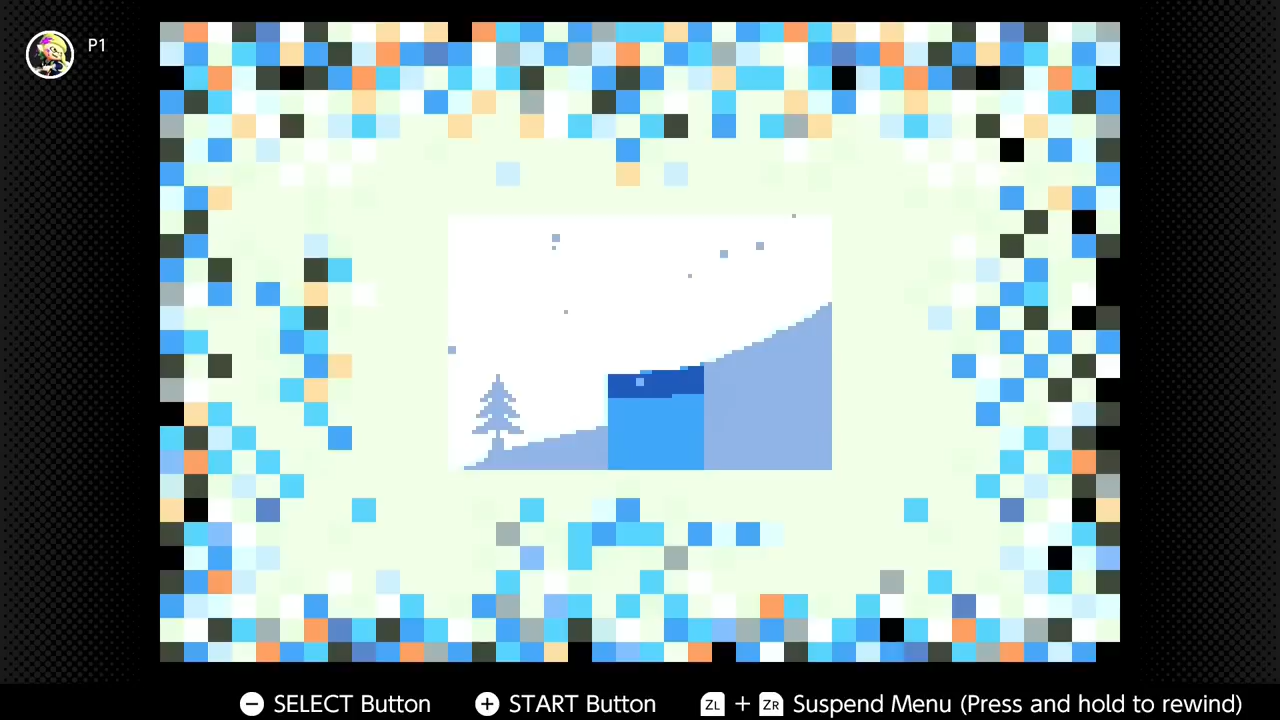 P1
SELECT Button START Button ZL + ZR Suspend Menu (Press and hold to rewind)